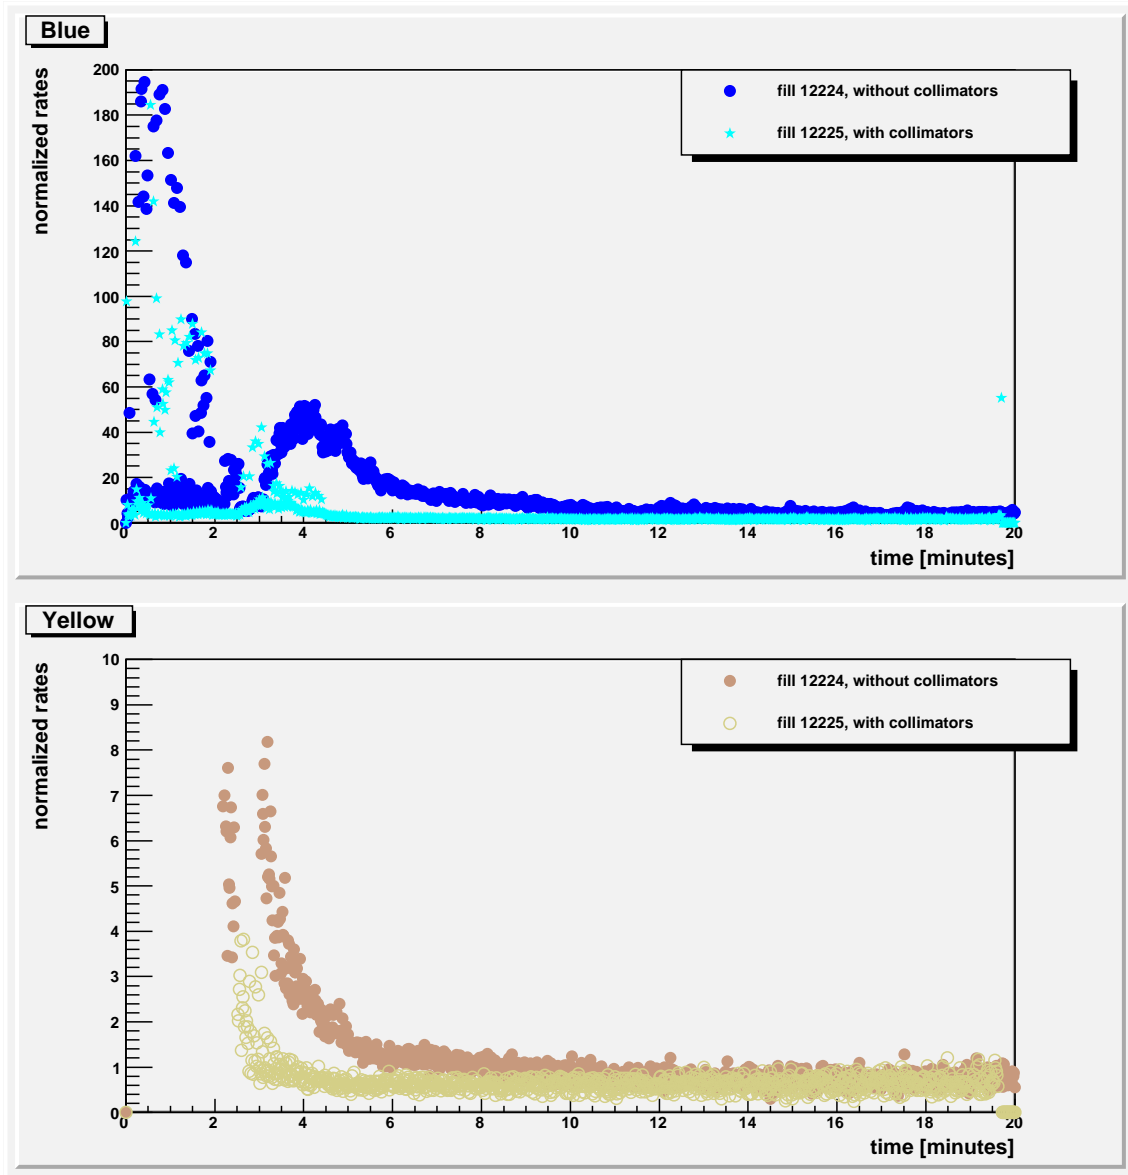 Blue
normalized rates
200
180
160
140
120
100
80
60
40
20
0
fill 12224, without collimators
fill 12225, with collimators
0 2 4 6 8 10 12 14 16 18 20
time [minutes]
Yellow
normalized rates
10
9
8
7
6
5
4
3
2
1
0
fill 12224, without collimators
fill 12225, with collimators
0 2 4 6 8 10 12 14 16 18 20
time [minutes]